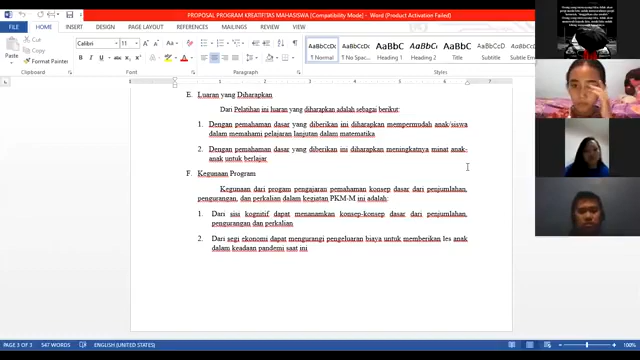 PROPOSAL PROGRAM KREATIFITAS MAHASISWA [Compatibility Mode] - Word (Product Activation Failed)
FILE HOME INSERT DESIGN PAGE LAYOUT REFERENCES MAILINGS REVIEW VIEW
Cut
Copy
Paste
Format Painter
Clipboard
Calibri 11
Font
Paragraph
AaBbCcDc AaBbCcDc AaBbC AaBbCc AaB AaBbCcD
1 Normal 1 No Spac... Heading 1 Heading 2 Title Subtitle
Styles
E. Luaran yang Diharapkan
Dari Pelatihan ini luaran yang diharapkan adalah sebagai berikut:
1. Dengan pemahaman dasar yang diberikan ini diharapkan mempermudah anak/siswa
dalam memahami pelajaran lanjutan dalam matematika
2. Dengan pemahaman dasar yang diberikan ini diharapkan meningkatnya minat anak-
anak untuk berlajar
F. Kegunaan Program
Kegunaan dari progam pengajaran pemahaman konsep dasar dari penjumlahan,
pengurangan, dan perkalian dalam kegiatan PKM-M ini adalah:
1. Dari sisi kognitif dapat menanamkan konsep-konsep dasar dari penjumlahan,
pengurangan dan perkalian
2. Dari segi ekonomi dapat mengurangi pengeluaran biaya untuk memberikan les anak
dalam keadaan pandemi saat ini
PAGE 3 OF 3 547 WORDS ENGLISH (UNITED STATES) 100%